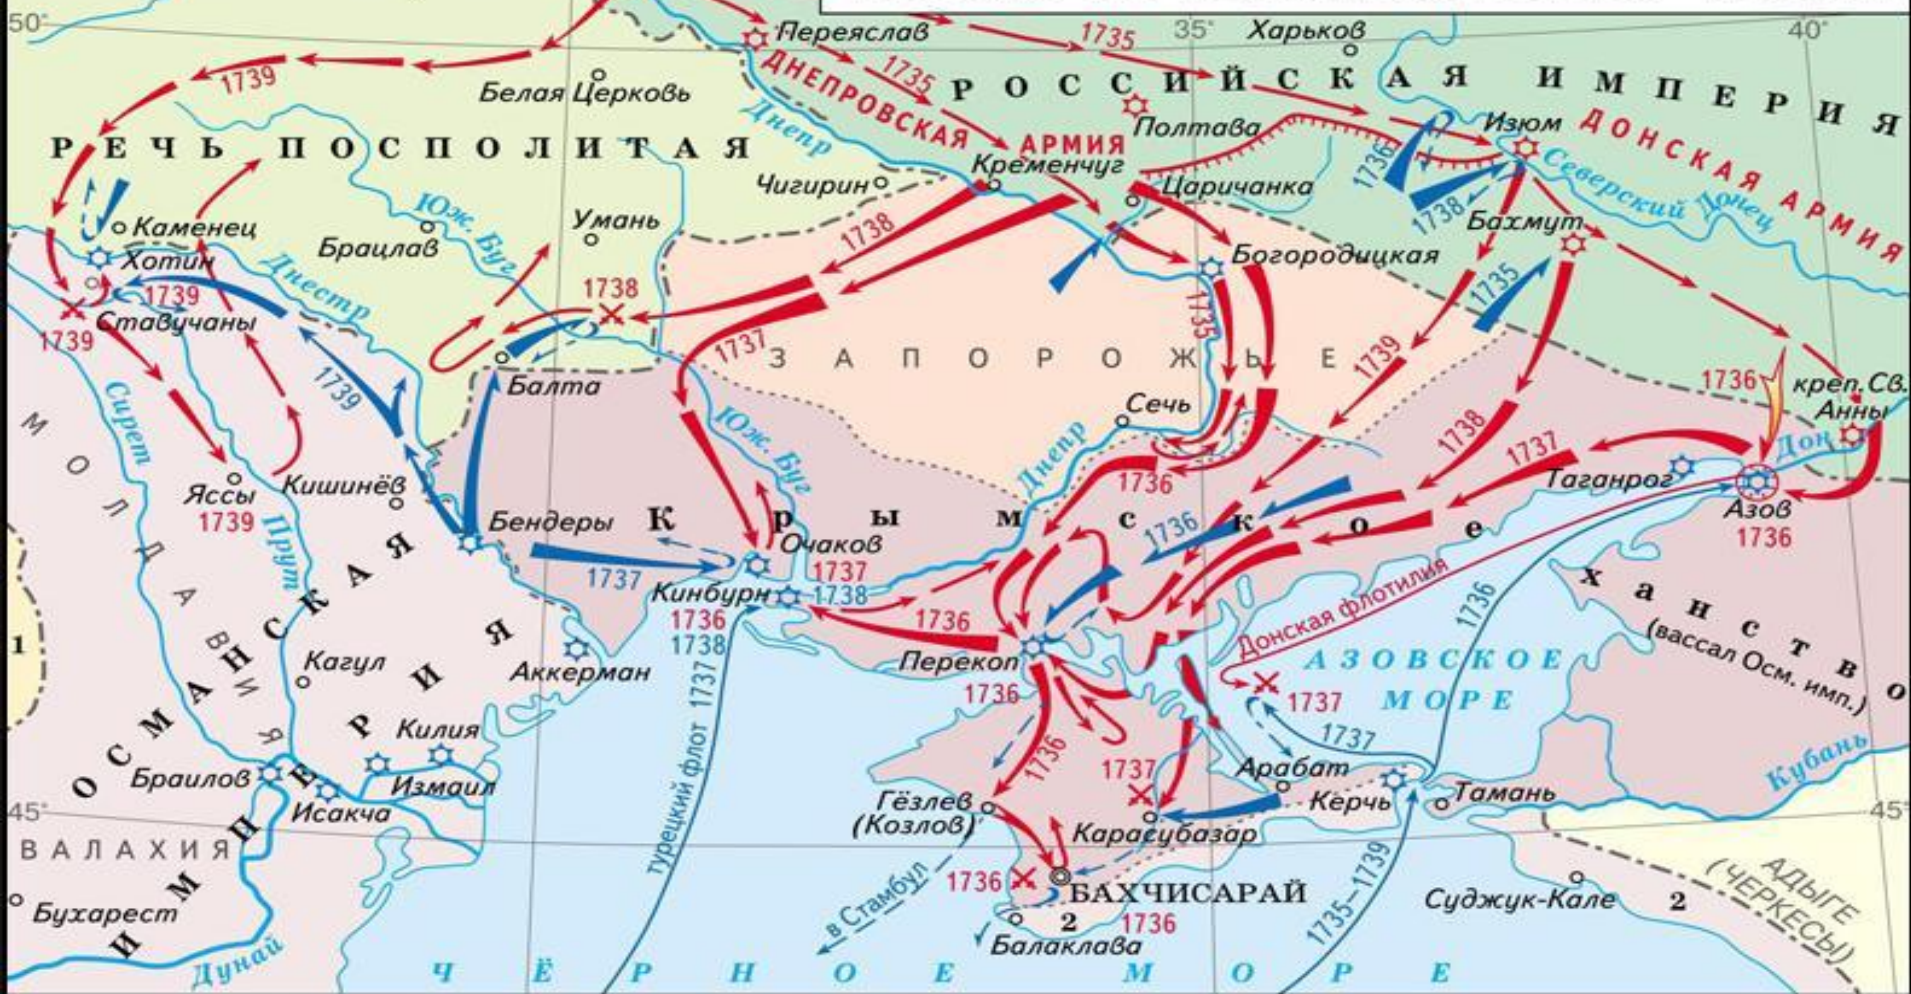 50°
35°
40°
Переяслав
1735
Харьков
1739
Белая Церковь
ДНЕПРОВСКАЯ
АРМИЯ
1735
РОССИЙСКАЯ ИМПЕРИЯ
Полтава
Изюм
ДОНСКАЯ АРМИЯ
Днепр
РЕЧЬ ПОСПОЛИТАЯ
Кременчуг
1736
Северский Донец
Чигирин
Царичанка
1738
Каменец
Юж. Буг
Умань
1738
Бахмут
Брацлав
Хотин
Днестр
Богородицкая
1739
1738
1735
1735
Ставучаны
1739
1737
ЗАПОРОЖЬЕ
1739
1736
креп. Св.
Анны
Балта
1739
Сирет
Сечь
МОЛДАВИЯ
Юж. Буг
Днепр
1738
1737
Дон
Яссы
1739
Кишинёв
1736
Таганрог
Азов
1736
Прут
Бендеры
Крымское
1736
Очаков
1737
1738
1737
Кинбурн
1736
1738
1736
Донская флотилия
1736
ханство
(вассал Осм. имп.)
1
Кагул
Аккерман
Перекоп
1736
АЗОВСКОЕ
МОРЕ
1737
турецкий флот 1737
ОСМАНСКАЯ
ИМПЕРИЯ
Килия
1736
1737
1737
Кубань
Браилов
Измаил
Арабат
Исакча
Гёзлев
(Козлов)
Керчь
Тамань
45°
45°
Карасубазар
ВАЛАХИЯ
1736
БАХЧИСАРАЙ
в Стамбул
2
1736
1735–1739
Суджук-Кале
2
АДЫГЕ
(ЧЕРКЕСЫ)
Бухарест
Балаклава
Дунай
ЧЁРНОЕ МОРЕ